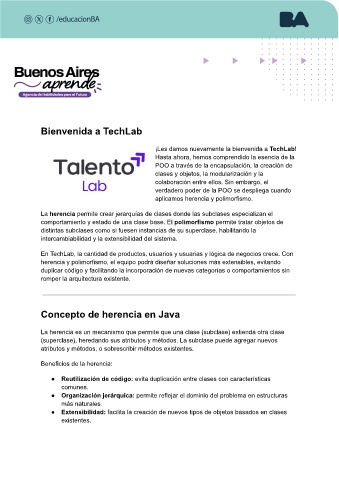 /educacionBA
BA
Buenos Aires
aprende
Agencia de Habilidades para el Futuro
Bienvenida a TechLab
Talento
Lab
¡Les damos nuevamente la bienvenida a TechLab!
Hasta ahora, hemos comprendido la esencia de la
POO a través de la encapsulación, la creación de
clases y objetos, la modularización y la
colaboración entre ellos. Sin embargo, el
verdadero poder de la POO se despliega cuando
aplicamos herencia y polimorfismo.
La herencia permite crear jerarquías de clases donde las subclases especializan el
comportamiento y estado de una clase base. El polimorfismo permite tratar objetos de
distintas subclases como si fuesen instancias de su superclase, habilitando la
intercambiabilidad y la extensibilidad del sistema.
En TechLab, la cantidad de productos, usuarios y usuarias y lógica de negocios crece. Con
herencia y polimorfismo, el equipo podrá diseñar soluciones más extensibles, evitando
duplicar código y facilitando la incorporación de nuevas categorías o comportamientos sin
romper la arquitectura existente.
Concepto de herencia en Java
La herencia es un mecanismo que permite que una clase (subclase) extienda otra clase
(superclase), heredando sus atributos y métodos. La subclase puede agregar nuevos
atributos y métodos, o sobrescribir métodos existentes.
Beneficios de la herencia:
● Reutilización de código: evita duplicación entre clases con características
comunes.
● Organización jerárquica: permite reflejar el dominio del problema en estructuras
más naturales.
● Extensibilidad: facilita la creación de nuevos tipos de objetos basados en clases
existentes.